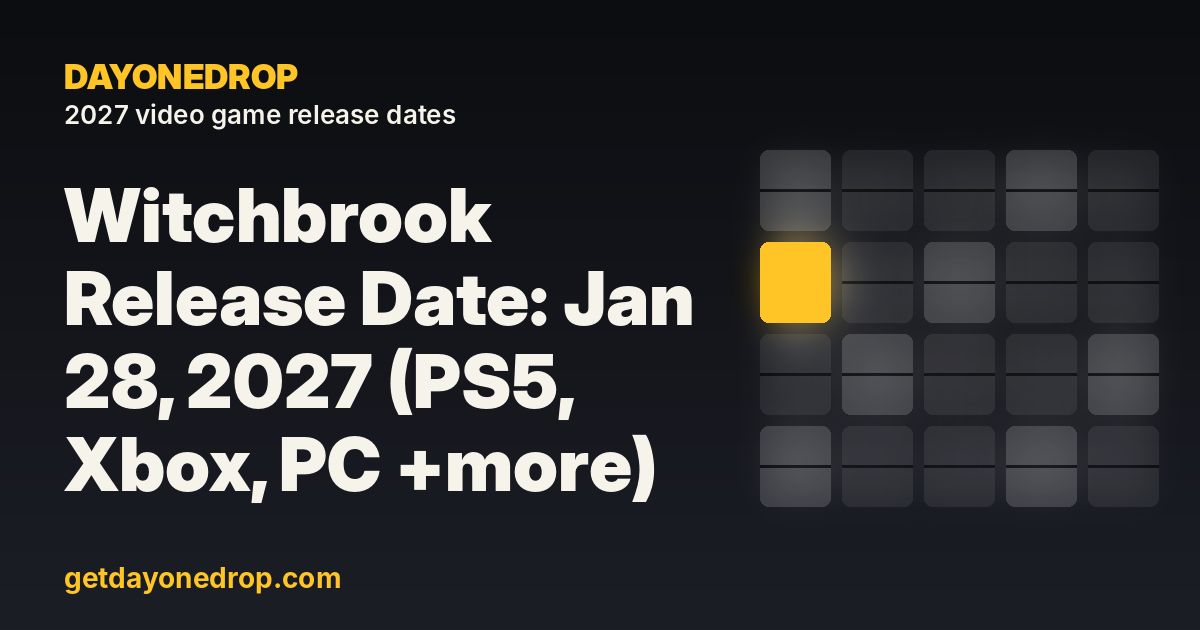 DAYONEDROP
2027 video game release dates
Witchbrook
Release Date: Jan
28, 2027 (PS5,
Xbox, PC +more)
getdayonedrop.com